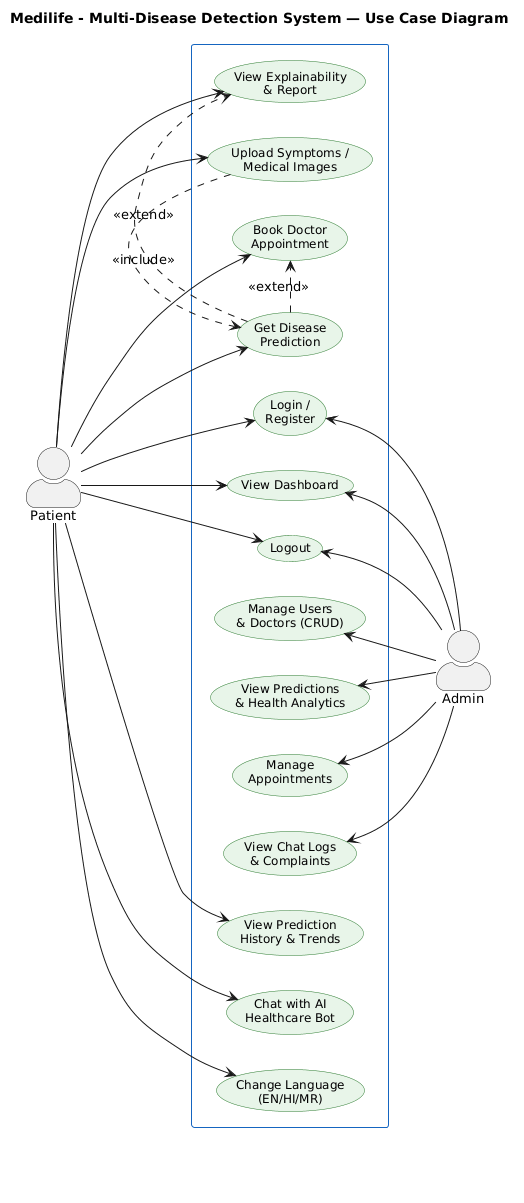 Medilife - Multi-Disease Detection System — Use Case Diagram
View Explainability
& Report
Upload Symptoms /
Medical Images
«extend»
Book Doctor
Appointment
«include»
«extend»
Get Disease
Prediction
Login /
Register
View Dashboard
Patient
Logout
Manage Users
& Doctors (CRUD)
View Predictions
& Health Analytics
Admin
Manage
Appointments
View Chat Logs
& Complaints
View Prediction
History & Trends
Chat with AI
Healthcare Bot
Change Language
(EN/HI/MR)